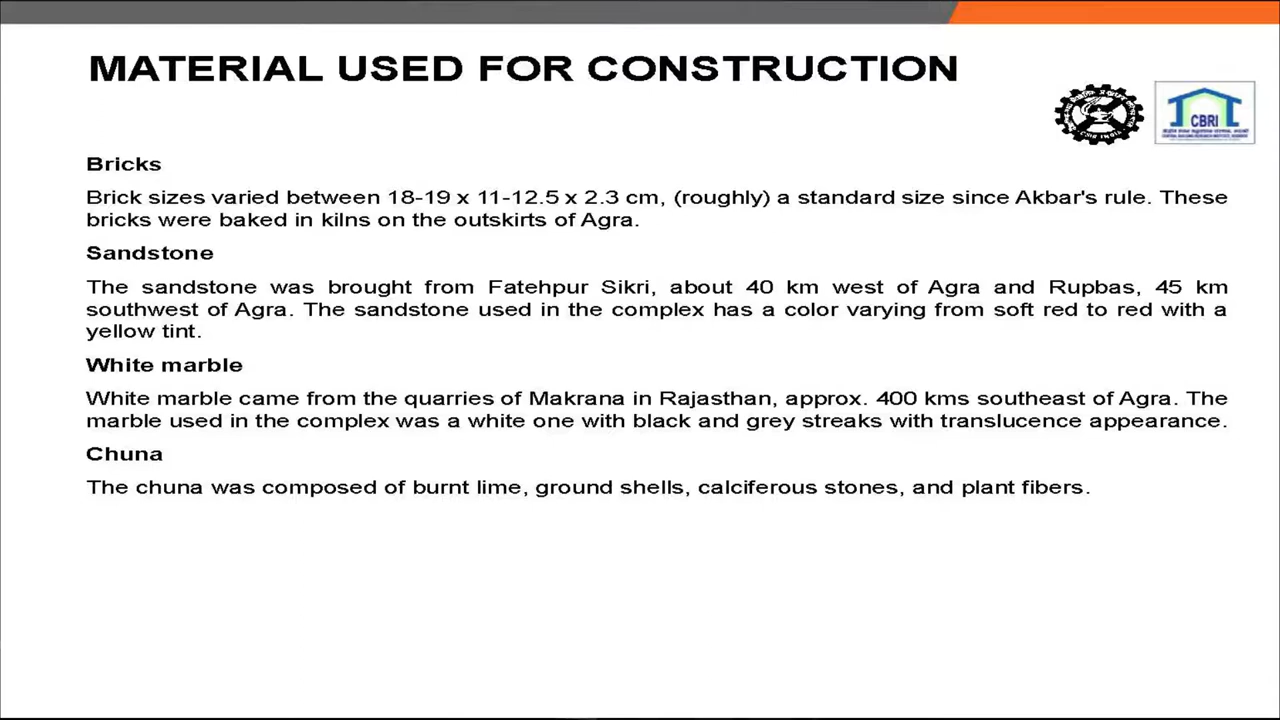 MATERIAL USED FOR CONSTRUCTION
CBRI
Bricks
Brick sizes varied between 18-19 x 11-12.5 x 2.3 cm, (roughly) a standard size since Akbar's rule. These
bricks were baked in kilns on the outskirts of Agra.
Sandstone
The sandstone was brought from Fatehpur Sikri, about 40 km west of Agra and Rupbas, 45 km
southwest of Agra. The sandstone used in the complex has a color varying from soft red to red with a
yellow tint.
White marble
White marble came from the quarries of Makrana in Rajasthan, approx. 400 kms southeast of Agra. The
marble used in the complex was a white one with black and grey streaks with translucence appearance.
Chuna
The chuna was composed of burnt lime, ground shells, calciferous stones, and plant fibers.